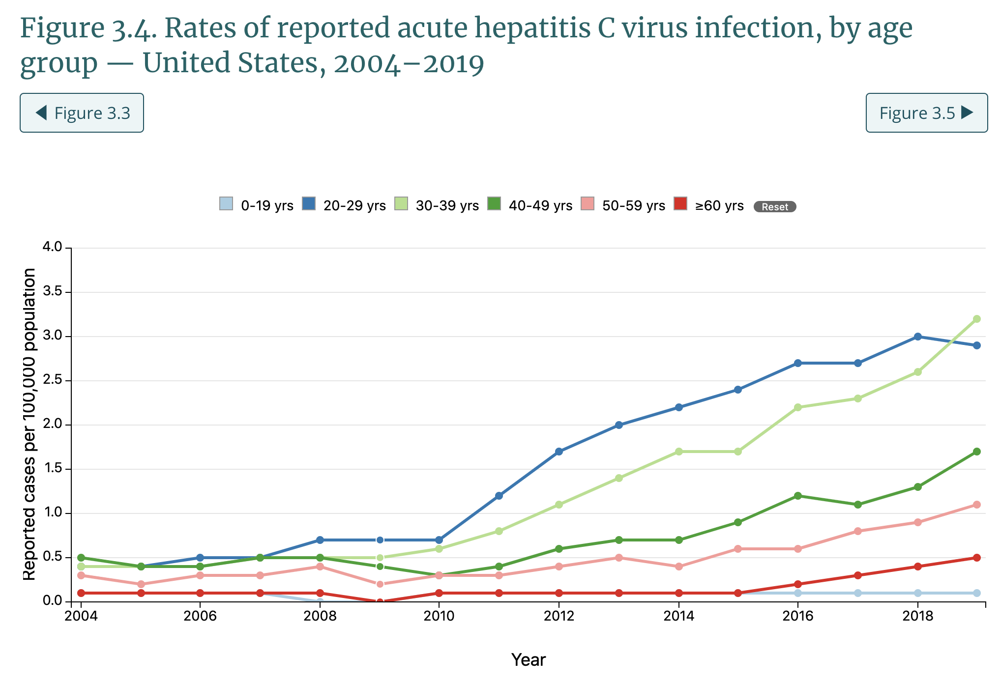 Figure 3.4. Rates of reported acute hepatitis C virus infection, by age
group — United States, 2004–2019
◀ Figure 3.3
Figure 3.5 ▶
0-19 yrs 20-29 yrs 30-39 yrs 40-49 yrs 50-59 yrs ≥60 yrs Reset
Reported cases per 100,000 population
4.0
3.5
3.0
2.5
2.0
1.5
1.0
0.5
0.0
2004 2006 2008 2010 2012 2014 2016 2018
Year